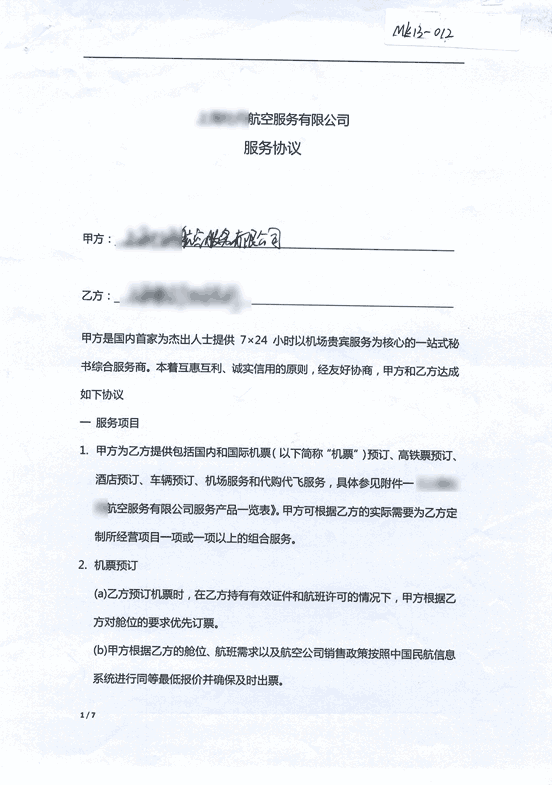 MK13-012
航空服务有限公司
服务协议
甲方：航空服务有限公司
乙方：
甲方是国内首家为杰出人士提供 7×24 小时以机场贵宾服务为核心的一站式秘
书综合服务商。本着互惠互利、诚实信用的原则，经友好协商，甲方和乙方达成
如下协议
一 服务项目
1. 甲方为乙方提供包括国内和国际机票（以下简称“机票”）预订、高铁票预订、
酒店预订、车辆预订、机场服务和代购代飞服务，具体参见附件一
航空服务有限公司服务产品一览表》。甲方可根据乙方的实际需要为乙方定
制所经营项目一项或一项以上的组合服务。
2. 机票预订
(a)乙方预订机票时，在乙方持有有效证件和航班许可的情况下，甲方根据乙
方对舱位的要求优先订票。
(b)甲方根据乙方的舱位、航班需求以及航空公司销售政策按照中国民航信息
系统进行同等最低报价并确保及时出票。
1 / 7